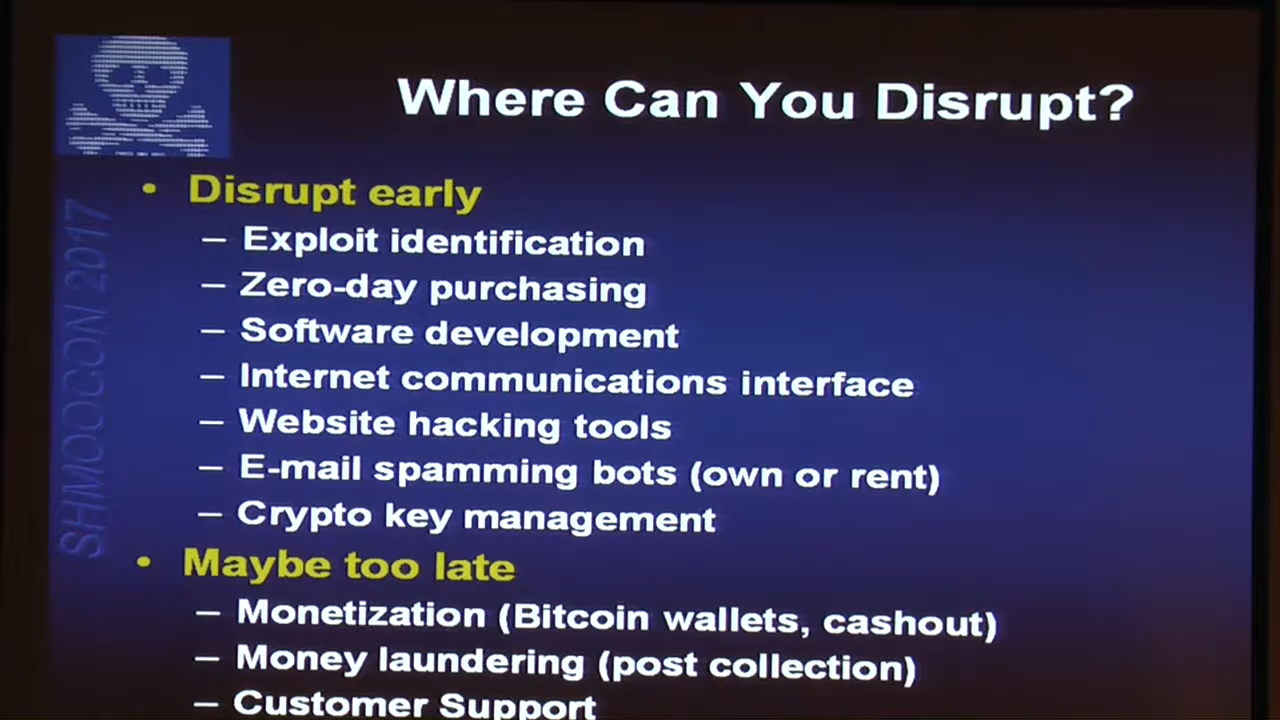 Where Can You Disrupt?
SHMOOCON 2017
• Disrupt early
– Exploit identification
– Zero-day purchasing
– Software development
– Internet communications interface
– Website hacking tools
– E-mail spamming bots (own or rent)
– Crypto key management
• Maybe too late
– Monetization (Bitcoin wallets, cashout)
– Money laundering (post collection)
– Customer Support